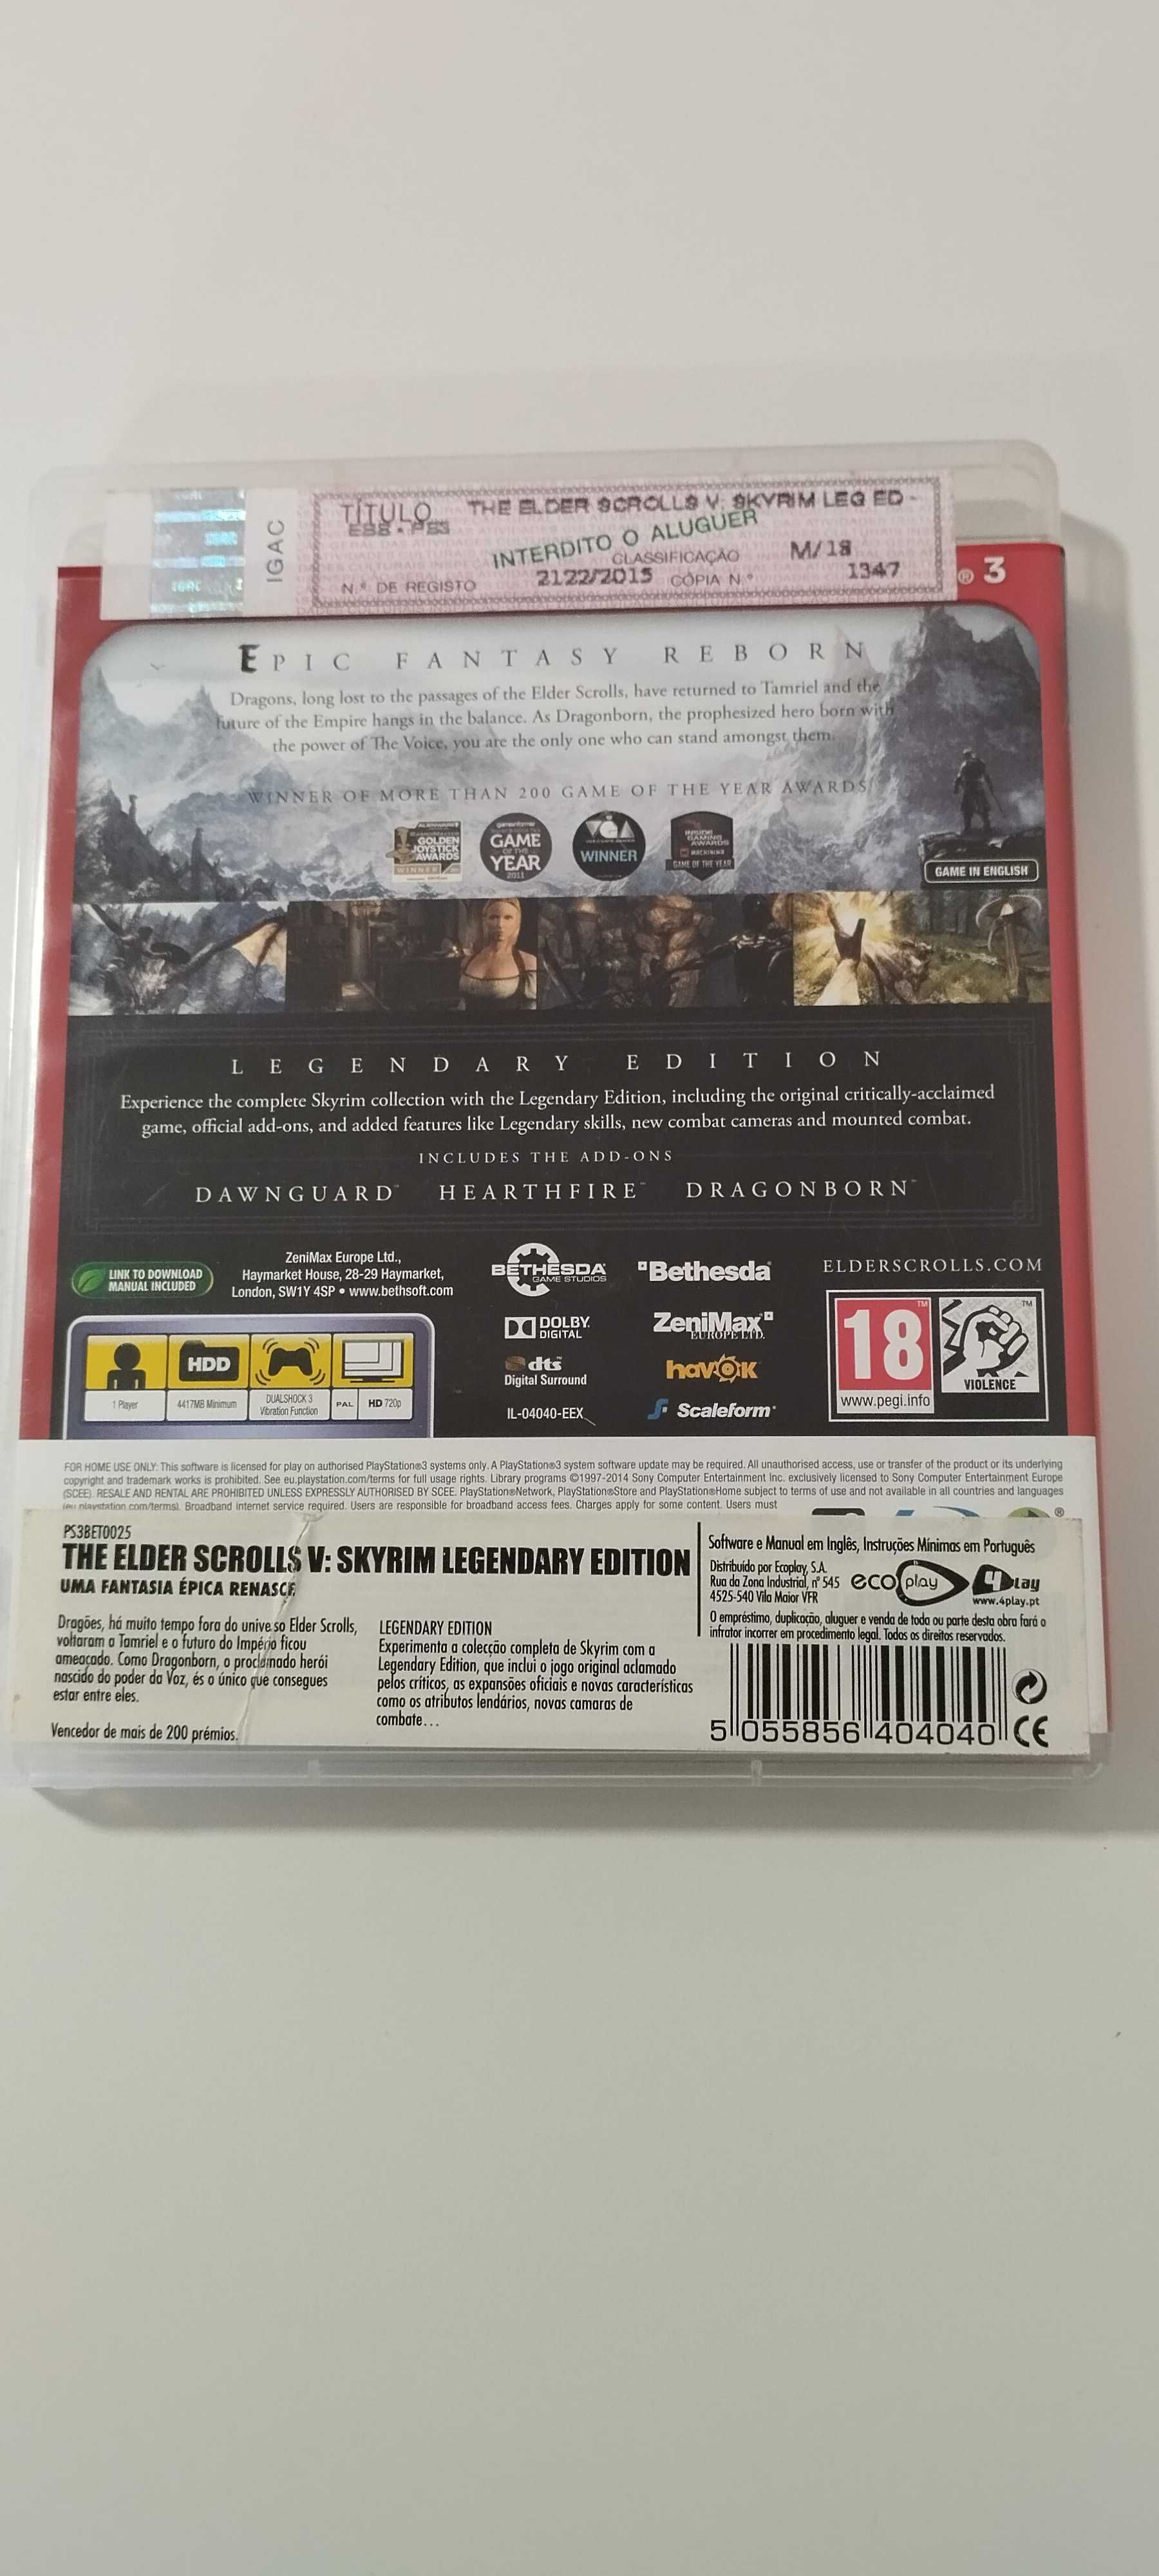 IGAC
TÍTULO THE ELDER SCROLLS V: SKYRIM LEG ED -
ESS - PS3
INTERDITO O ALUGUER
CLASSIFICAÇÃO M/18
N.º DE REGISTO 2122/2015 CÓPIA N.º 1347
® 3
EPIC FANTASY REBORN
Dragons, long lost to the passages of the Elder Scrolls, have returned to Tamriel and the
future of the Empire hangs in the balance. As Dragonborn, the prophesized hero born with
the power of The Voice, you are the only one who can stand amongst them.
WINNER OF MORE THAN 200 GAME OF THE YEAR AWARDS
GOLDEN
JOYSTICK
AWARDS
WINNER
GAME
OF THE
YEAR
2011
VGA
WINNER
INSIDE
GAMING
AWARDS
MACHINIMA
GAME OF THE YEAR
GAME IN ENGLISH
LEGENDARY EDITION
Experience the complete Skyrim collection with the Legendary Edition, including the original critically-acclaimed
game, official add-ons, and added features like Legendary skills, new combat cameras and mounted combat.
INCLUDES THE ADD-ONS
DAWNGUARD™ HEARTHFIRE™ DRAGONBORN™
LINK TO DOWNLOAD
MANUAL INCLUDED
ZeniMax Europe Ltd.,
Haymarket House, 28-29 Haymarket,
London, SW1Y 4SP • www.bethsoft.com
BETHESDA
GAME STUDIOS
Bethesda®
ELDERSCROLLS.COM
DOLBY
DIGITAL
ZeniMax
EUROPE LTD.
dts™
Digital Surround
havok
IL-04040-EEX
Scaleform®
18™
www.pegi.info
™
VIOLENCE
HDD
1 Player
4417MB Minimum
DUALSHOCK 3
Vibration Function
PAL
HD 720p
FOR HOME USE ONLY: This software is licensed for play on authorised PlayStation®3 systems only. A PlayStation®3 system software update may be required. All unauthorised access, use or transfer of the product or its underlying
copyright and trademark works is prohibited. See eu.playstation.com/terms for full usage rights. Library programs ©1997-2014 Sony Computer Entertainment Inc. exclusively licensed to Sony Computer Entertainment Europe
(SCEE). RESALE AND RENTAL ARE PROHIBITED UNLESS EXPRESSLY AUTHORISED BY SCEE. PlayStation®Network, PlayStation®Store and PlayStation®Home subject to terms of use and not available in all countries and languages
(eu.playstation.com/terms). Broadband internet service required. Users are responsible for broadband access fees. Charges apply for some content. Users must
®
PS3BET0025
THE ELDER SCROLLS V: SKYRIM LEGENDARY EDITION
UMA FANTASIA ÉPICA RENASCE
Dragões, há muito tempo fora do universo Elder Scrolls,
voltaram a Tamriel e o futuro do Império ficou
ameaçado. Como Dragonborn, o proclamado herói
nascido do poder da Voz, és o único que consegues
estar entre eles.
Vencedor de mais de 200 prémios.
LEGENDARY EDITION
Experimenta a colecção completa de Skyrim com a
Legendary Edition, que inclui o jogo original aclamado
pelos críticos, as expansões oficiais e novas características
como os atributos lendários, novas camaras de
combate...
Software e Manual em Inglês, Instruções Mínimas em Português
Distribuído por Ecoplay, S.A.
Rua da Zona Industrial, nº 545
4525-540 Vila Maior VFR
eco play
4Play
www.4play.pt
O empréstimo, duplicação, aluguer e venda de toda ou parte desta obra fará o
infrator incorrer em procedimento legal. Todos os direitos reservados.
5 055856 404040
CE